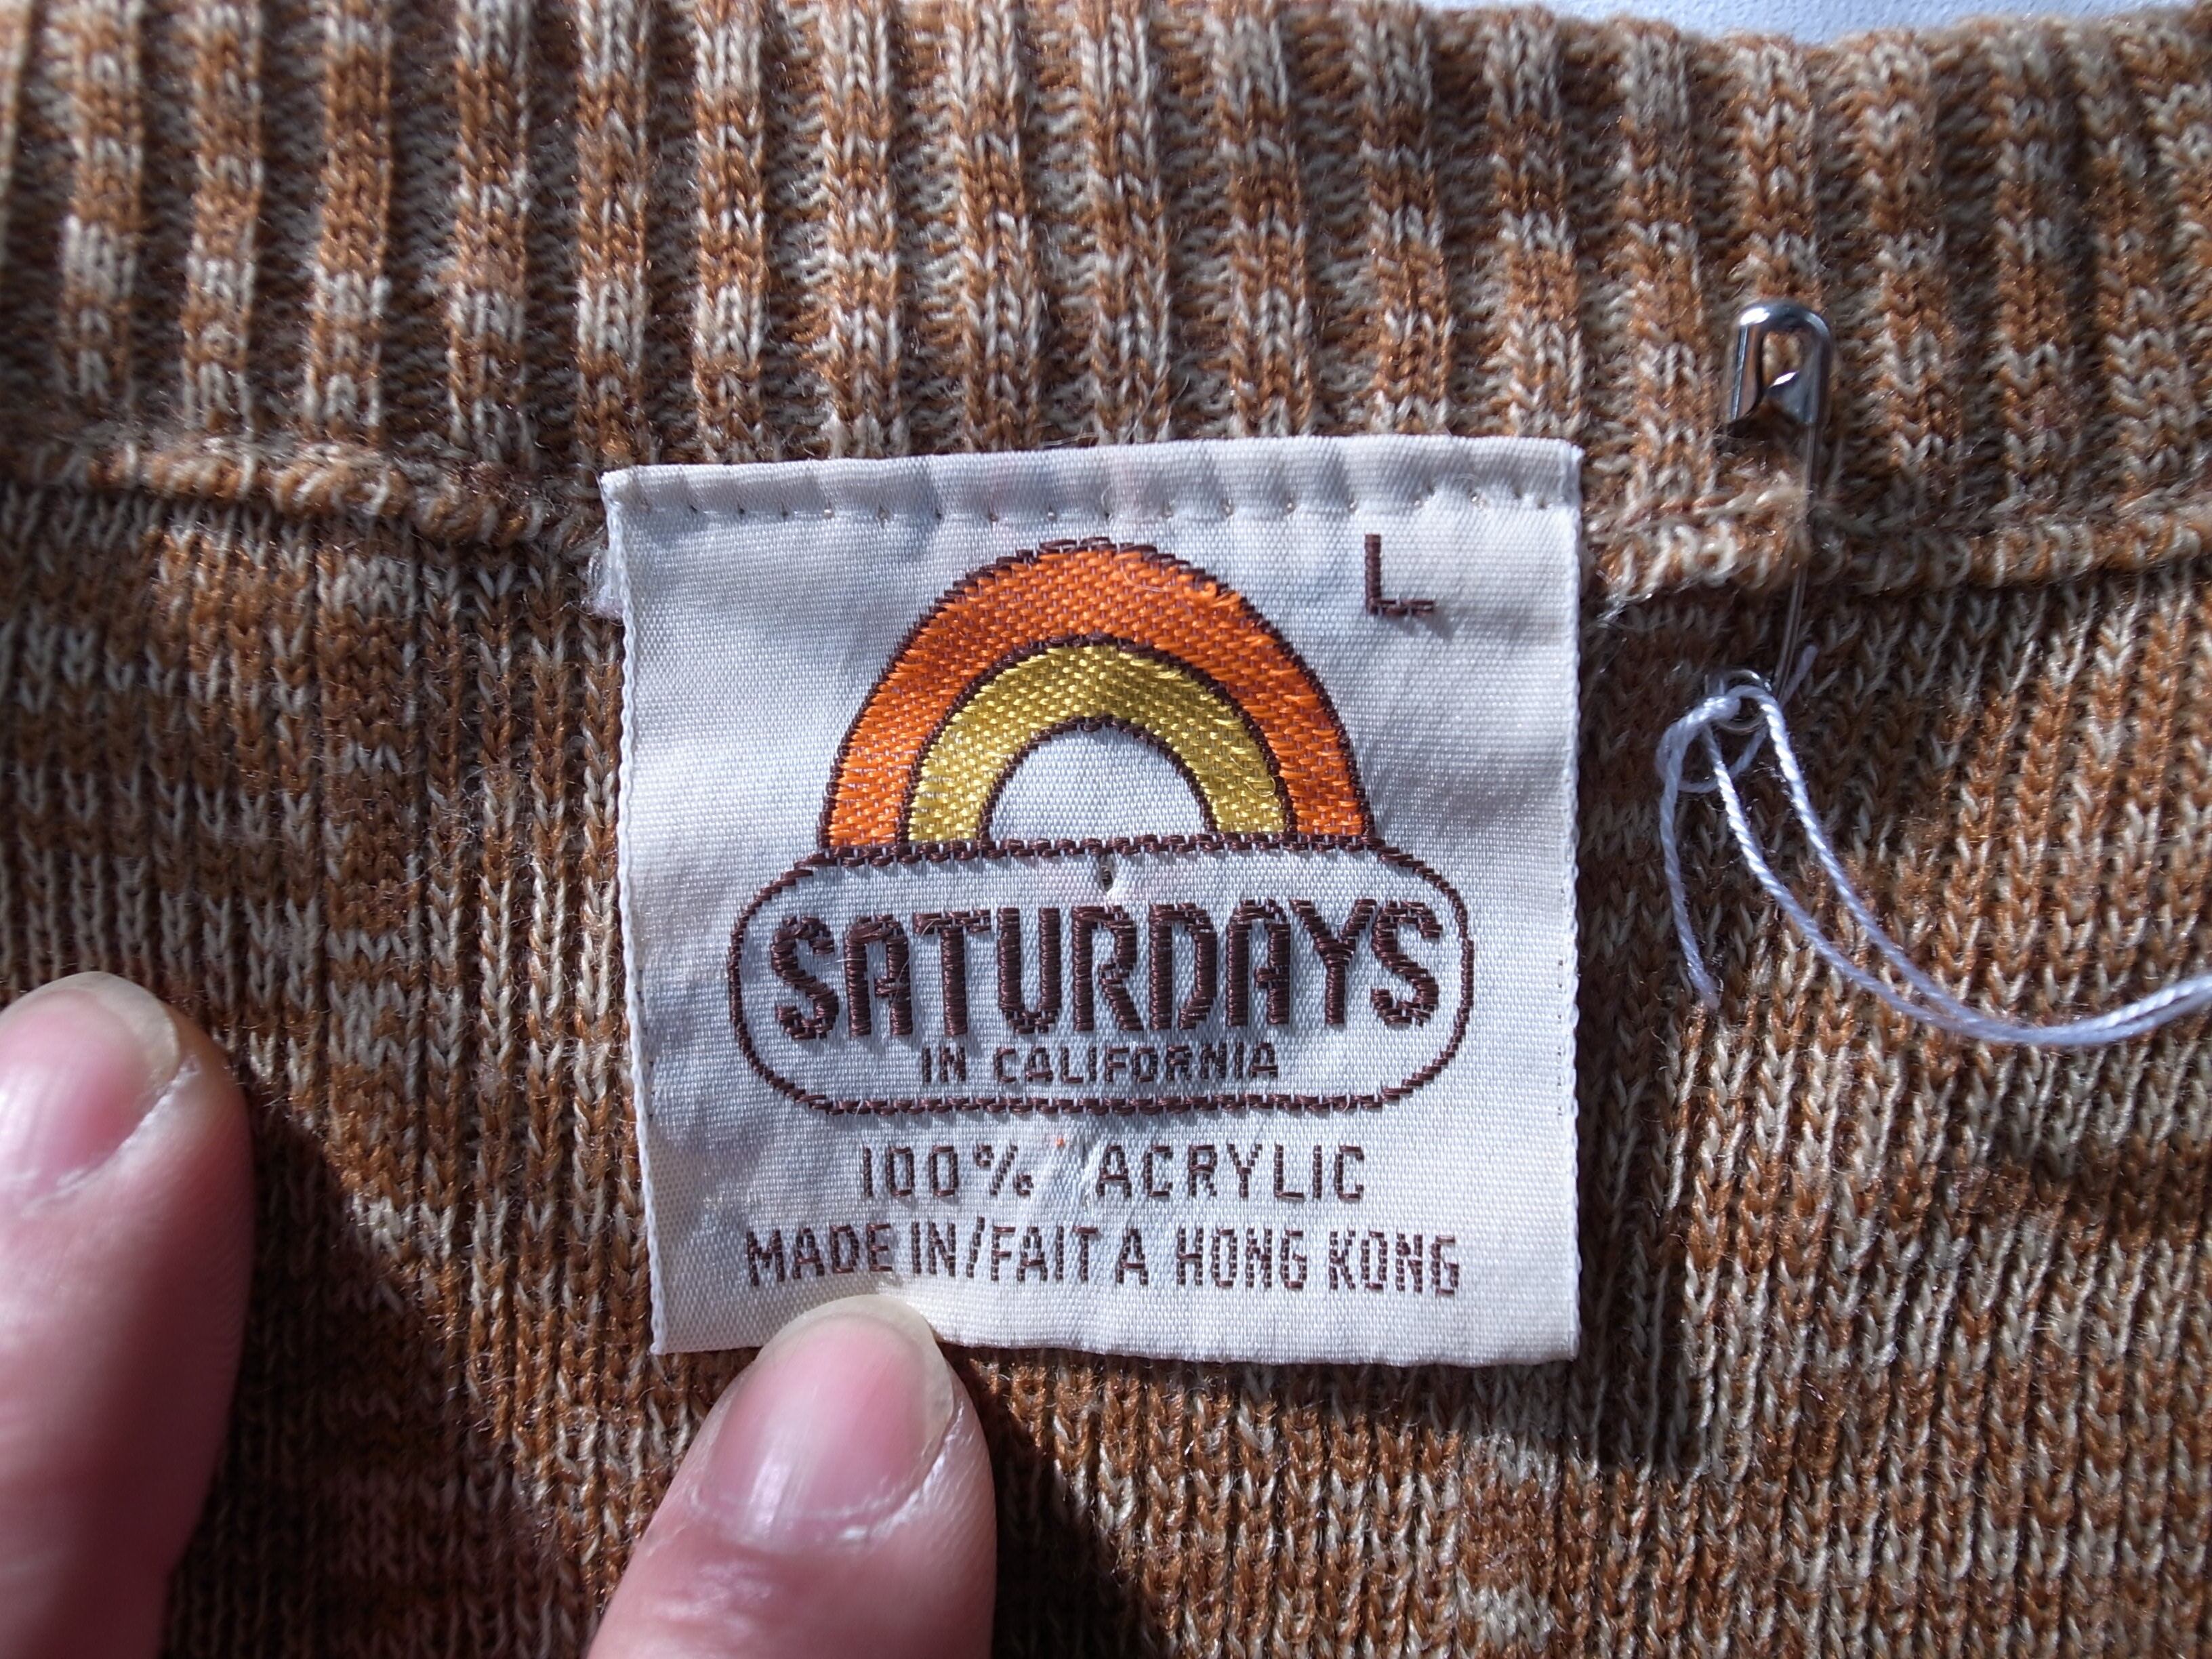 L
SATURDAYS
IN CALIFORNIA
100% ACRYLIC
MADE IN/FAIT A HONG KONG